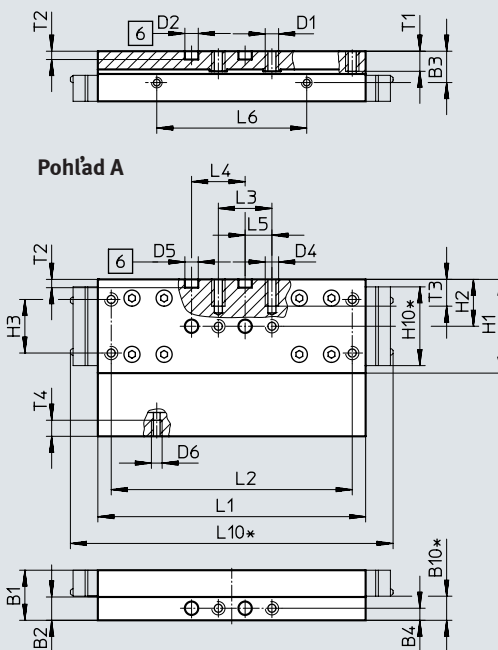 T2
6
D2
D1
T1
B3
L6
Pohľad A
L4
L3
L5
T2
6
D5
D4
T3
H2
H1
H3
H10*
T4
D6
L2
L1
L10*
B1
B2
B10*
B4